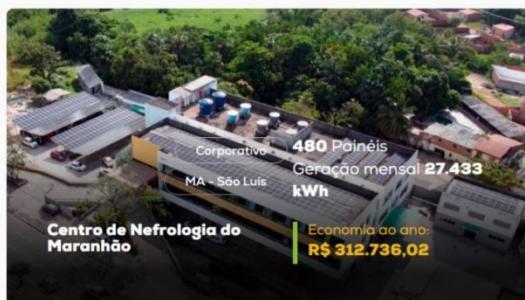 Corporativo
MA - São Luis
480 Painéis
Geração mensal 27.433
kWh
Centro de Nefrologia do
Maranhão
Economia ao ano:
R$ 312.736,02